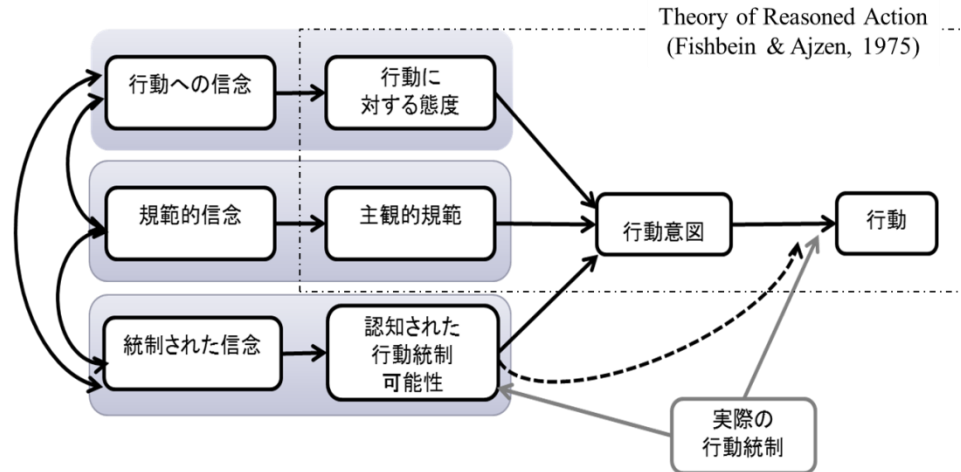 Theory of Reasoned Action
(Fishbein & Ajzen, 1975)
行動への信念
行動に
対する態度
規範的信念
主観的規範
行動意図
行動
統制された信念
認知された
行動統制
可能性
実際の
行動統制